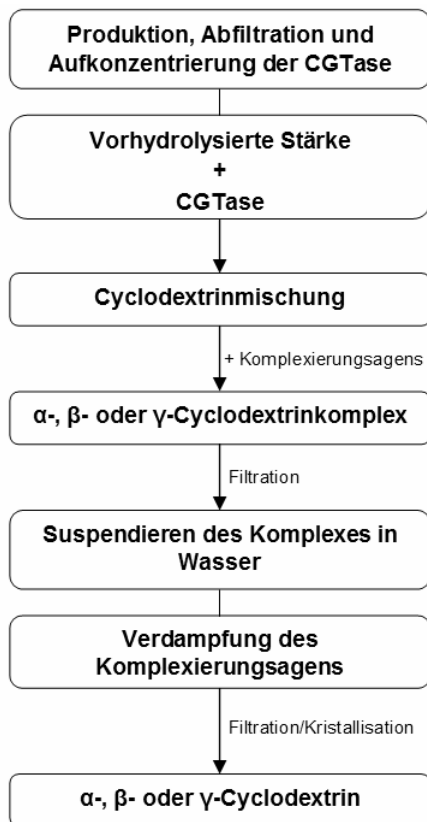 Produktion, Abfiltration und
Aufkonzentrierung der CGTase
Vorhydrolysierte Stärke
+
CGTase
Cyclodextrinmischung
+ Komplexierungsagens
α-, β- oder γ-Cyclodextrinkomplex
Filtration
Suspendieren des Komplexes in
Wasser
Verdampfung des
Komplexierungsagens
Filtration/Kristallisation
α-, β- oder γ-Cyclodextrin